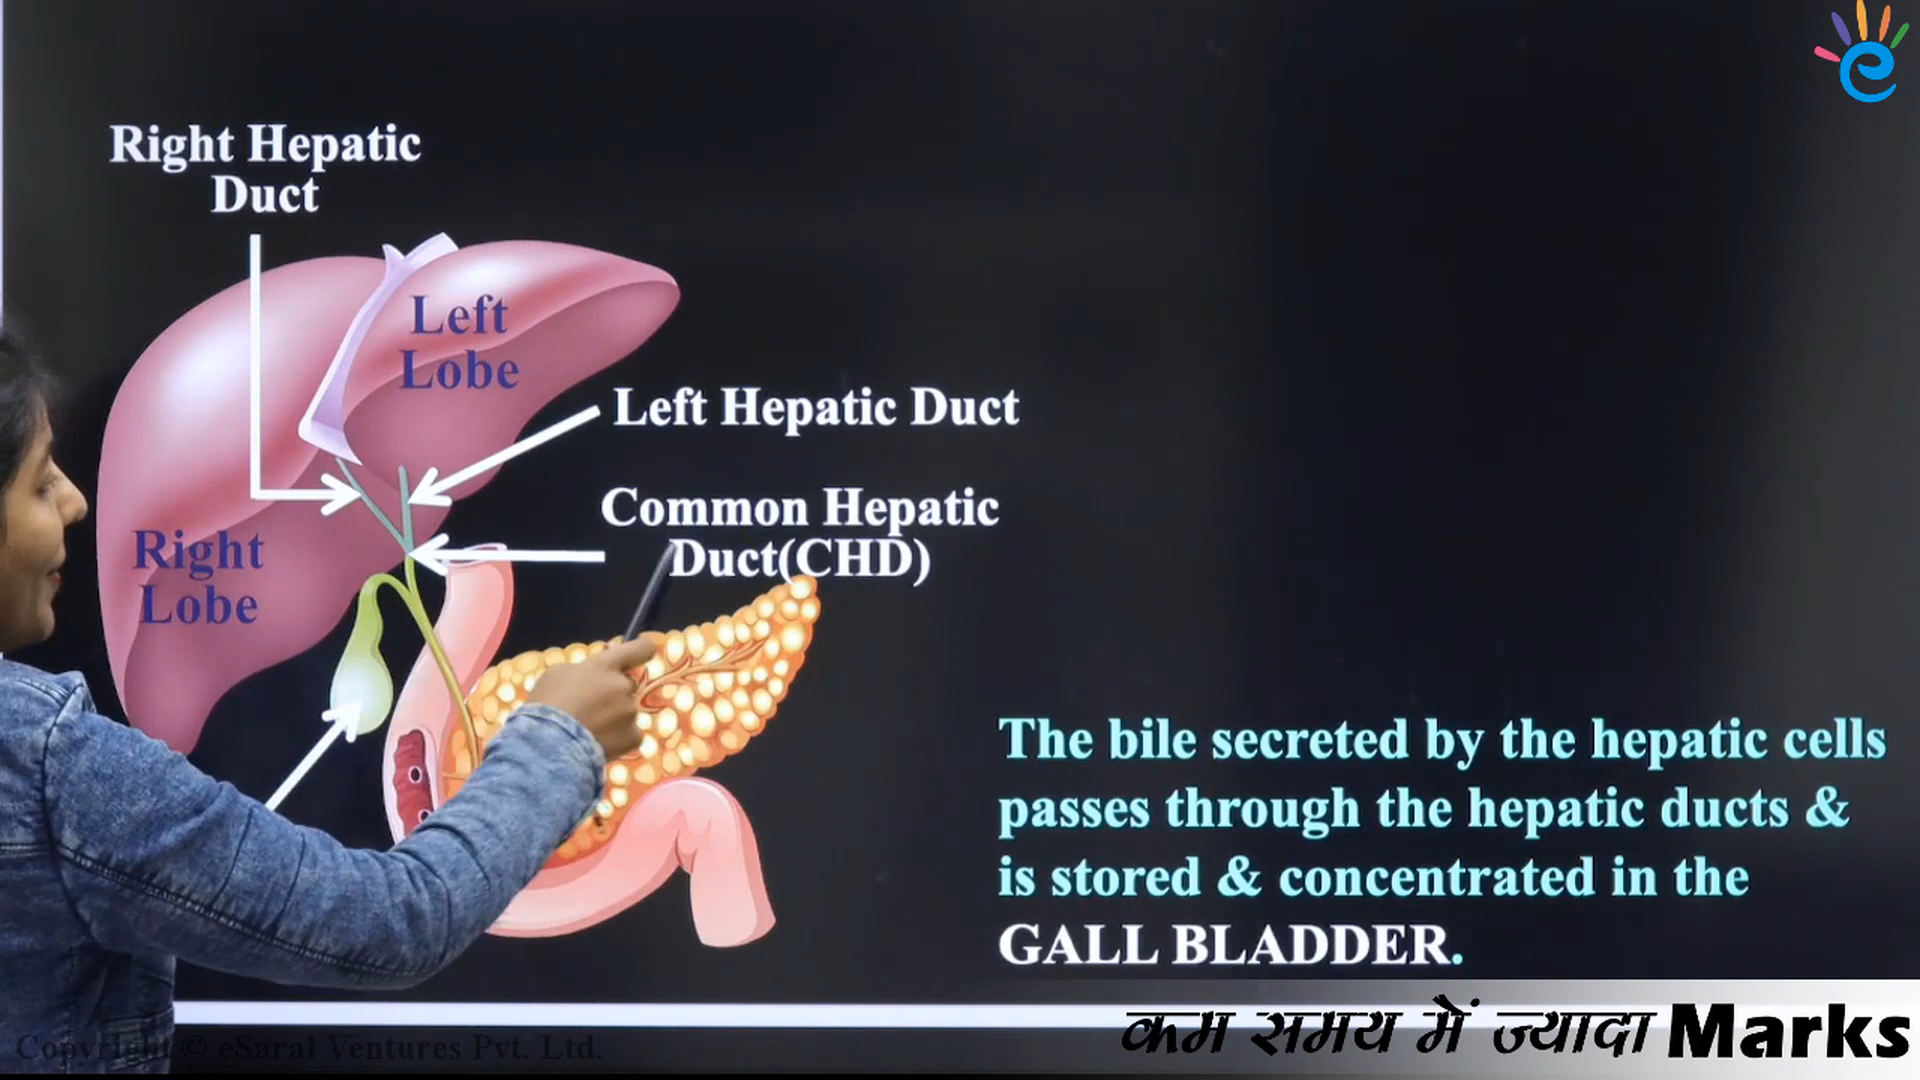 Right Hepatic
Duct
Left
Lobe
Left Hepatic Duct
Common Hepatic
Duct(CHD)
Right
Lobe
The bile secreted by the hepatic cells
passes through the hepatic ducts &
is stored & concentrated in the
GALL BLADDER.
कम समय में ज्यादा Marks
Copyright © eSaral Ventures Pvt. Ltd.